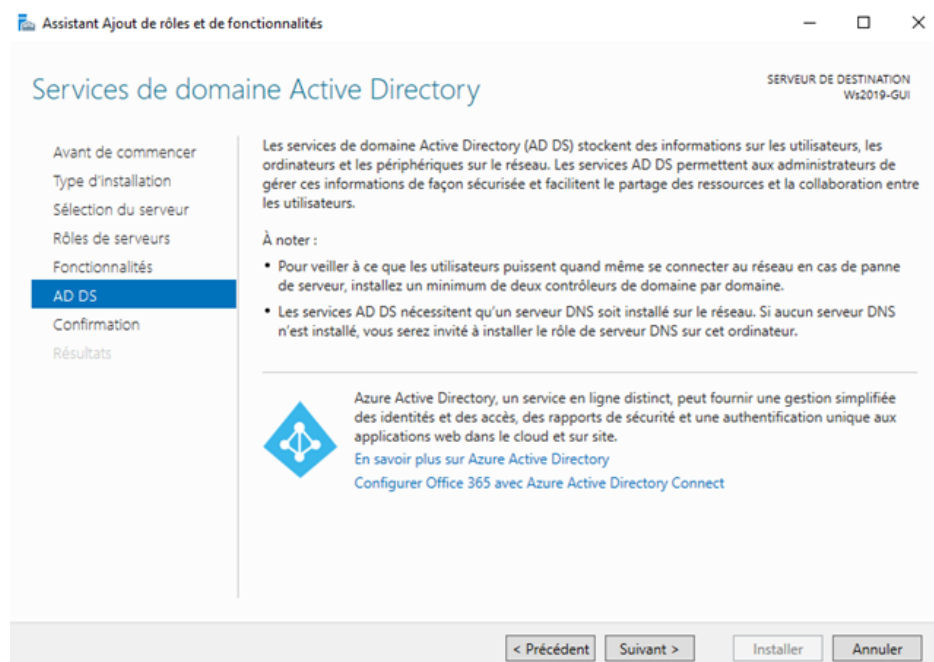 Assistant Ajout de rôles et de fonctionnalités
Services de domaine Active Directory
SERVEUR DE DESTINATION
Ws2019-GUI
Avant de commencer
Type d'installation
Sélection du serveur
Rôles de serveurs
Fonctionnalités
AD DS
Confirmation
Résultats
Les services de domaine Active Directory (AD DS) stockent des informations sur les utilisateurs, les
ordinateurs et les périphériques sur le réseau. Les services AD DS permettent aux administrateurs de
gérer ces informations de façon sécurisée et facilitent le partage des ressources et la collaboration entre
les utilisateurs.
À noter :
• Pour veiller à ce que les utilisateurs puissent quand même se connecter au réseau en cas de panne
de serveur, installez un minimum de deux contrôleurs de domaine par domaine.
• Les services AD DS nécessitent qu'un serveur DNS soit installé sur le réseau. Si aucun serveur DNS
n'est installé, vous serez invité à installer le rôle de serveur DNS sur cet ordinateur.
Azure Active Directory, un service en ligne distinct, peut fournir une gestion simplifiée
des identités et des accès, des rapports de sécurité et une authentification unique aux
applications web dans le cloud et sur site.
En savoir plus sur Azure Active Directory
Configurer Office 365 avec Azure Active Directory Connect
< Précédent
Suivant >
Installer
Annuler